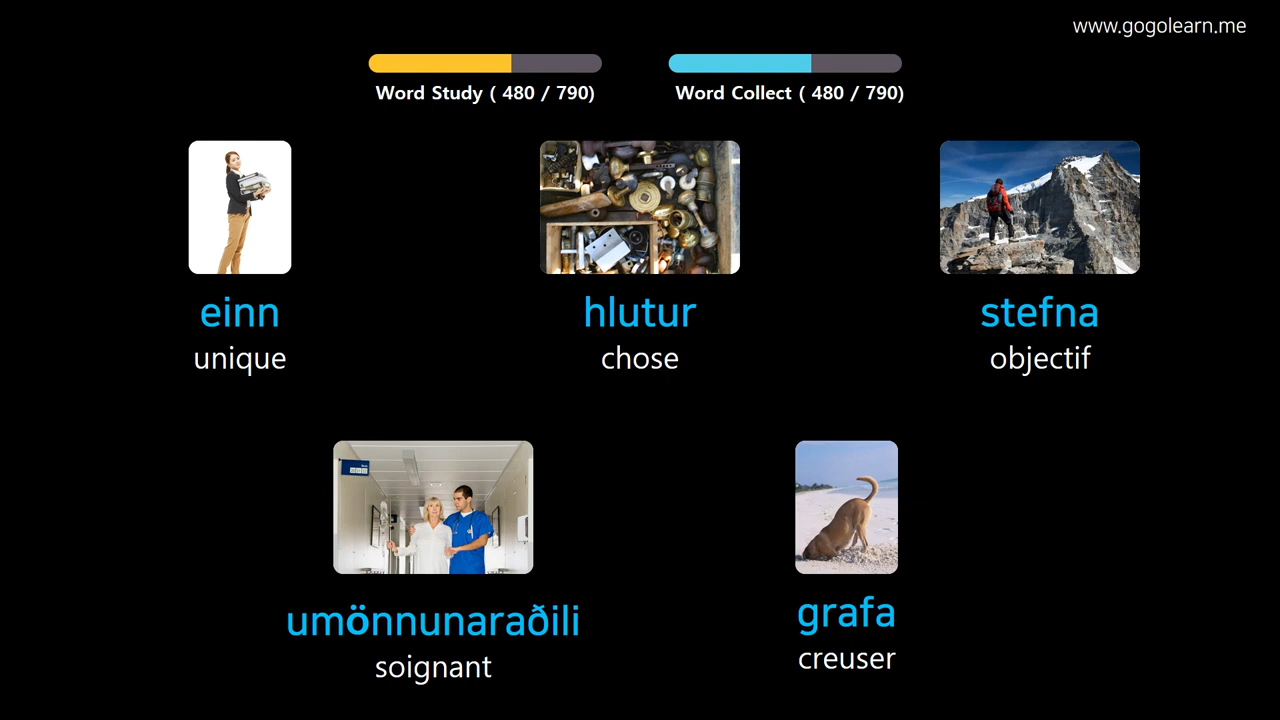 www.gogolearn.me
Word Study ( 480 / 790)
Word Collect ( 480 / 790)
einn
unique
hlutur
chose
stefna
objectif
umönnunaraðili
soignant
grafa
creuser